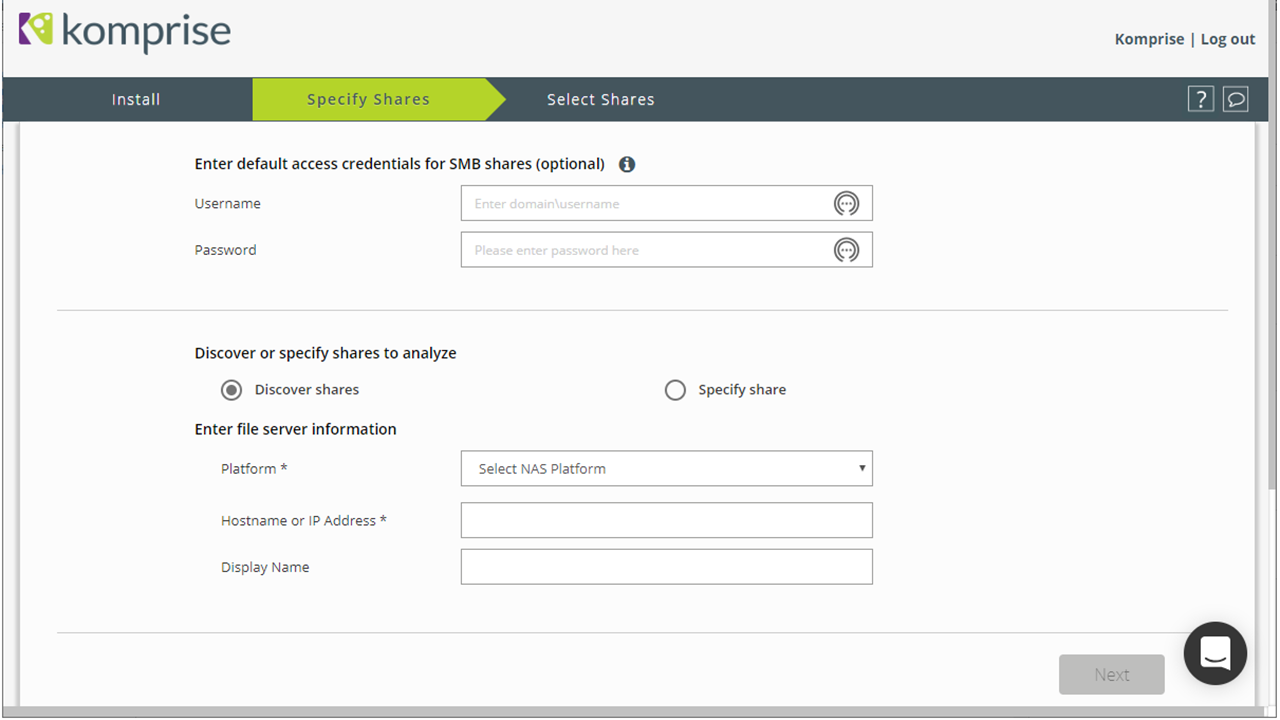 komprise
Komprise | Log out
Install Specify Shares Select Shares ?
Enter default access credentials for SMB shares (optional) i
Username Enter domain\username
Password Please enter password here
Discover or specify shares to analyze
Discover shares Specify share
Enter file server information
Platform * Select NAS Platform
Hostname or IP Address *
Display Name
Next